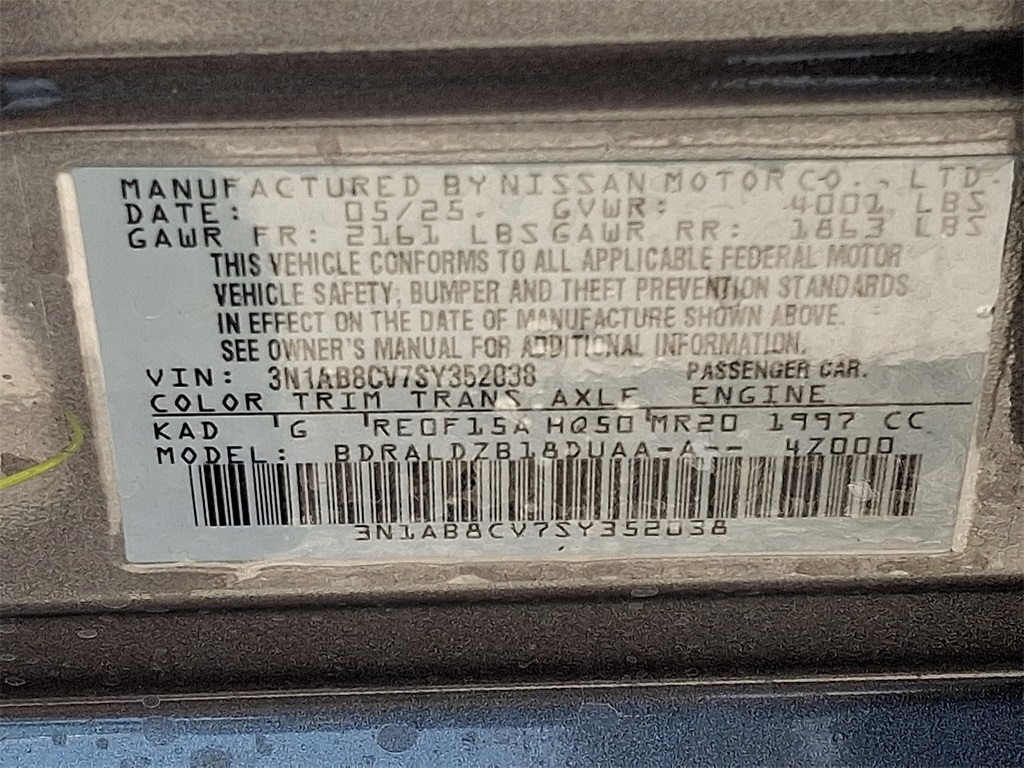 MANUFACTURED BY NISSAN MOTOR CO., LTD.
DATE: 05/25. GVWR: 4001 LBS
GAWR FR: 2161 LBS GAWR RR: 1863 LBS
THIS VEHICLE CONFORMS TO ALL APPLICABLE FEDERAL MOTOR
VEHICLE SAFETY, BUMPER AND THEFT PREVENTION STANDARDS
IN EFFECT ON THE DATE OF MANUFACTURE SHOWN ABOVE.
SEE OWNER'S MANUAL FOR ADDITIONAL INFORMATION.
VIN: 3N1AB8CV7SY352038 PASSENGER CAR.
COLOR TRIM TRANS AXLE ENGINE
KAD G RE0F15A HQ50 MR20 1997 CC
MODEL: BDRALDZB18DUAA-A-- 4Z000
3N1AB8CV7SY352038